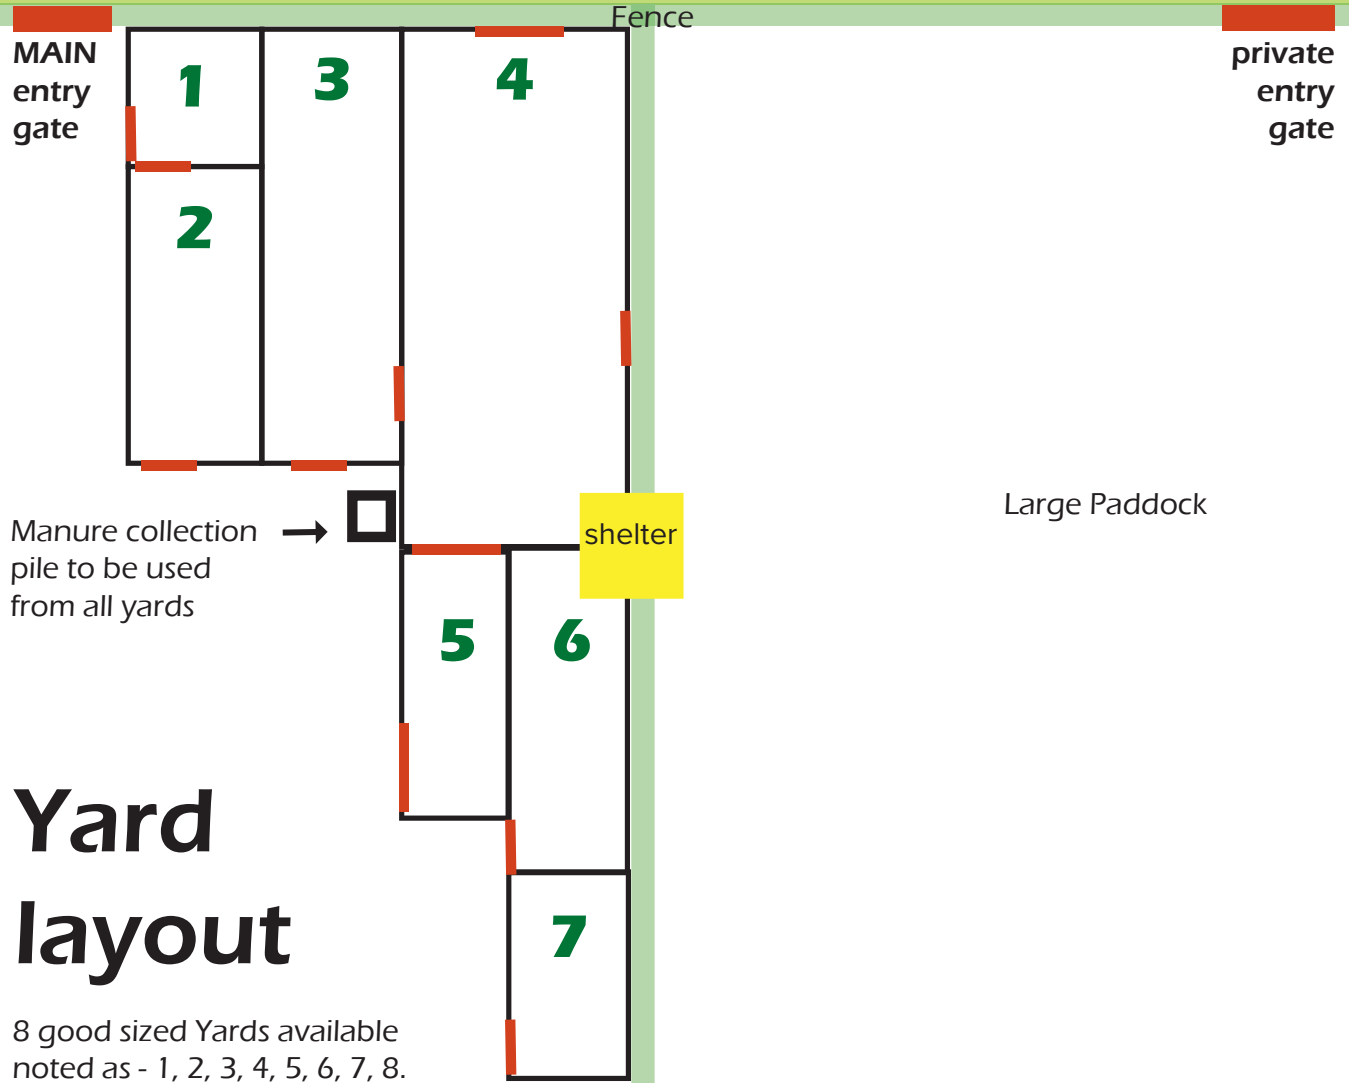 Fence
MAIN
entry
gate
private
entry
gate
1
3
4
2
Large Paddock
Manure collection
pile to be used
from all yards
shelter
5
6
7
Yard
layout
8 good sized Yards available
noted as - 1, 2, 3, 4, 5, 6, 7, 8.